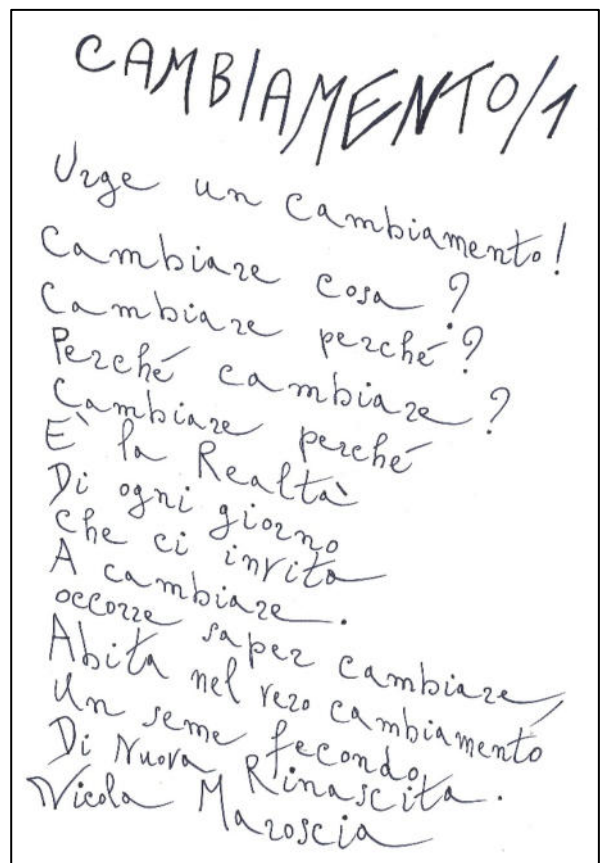 CAMBIAMENTO/1
Urge un cambiamento!
Cambiare cosa?
Cambiare perché?
Perché cambiare?
Cambiare perché
E' la Realtà
Di ogni giorno
che ci invita
A cambiare.
occorre saper cambiare,
Abita nel vero cambiamento
Un seme fecondo,
Di Nuova Rinascita.
Nicola Maroscia